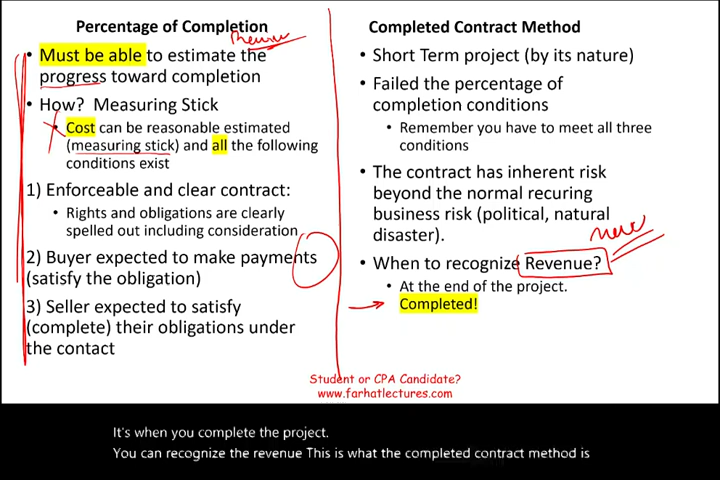 Percentage of Completion
• Must be able to estimate the
progress toward completion
• How? Measuring Stick
• Cost can be reasonable estimated
(measuring stick) and all the following
conditions exist
1) Enforceable and clear contract:
• Rights and obligations are clearly
spelled out including consideration
2) Buyer expected to make payments
(satisfy the obligation)
3) Seller expected to satisfy
(complete) their obligations under
the contact
Completed Contract Method
• Short Term project (by its nature)
• Failed the percentage of
completion conditions
• Remember you have to meet all three
conditions
• The contract has inherent risk
beyond the normal recuring
business risk (political, natural
disaster).
• When to recognize Revenue?
• At the end of the project.
Completed!
Student or CPA Candidate?
www.farhatlectures.com
It's when you complete the project.
You can recognize the revenue This is what the completed contract method is